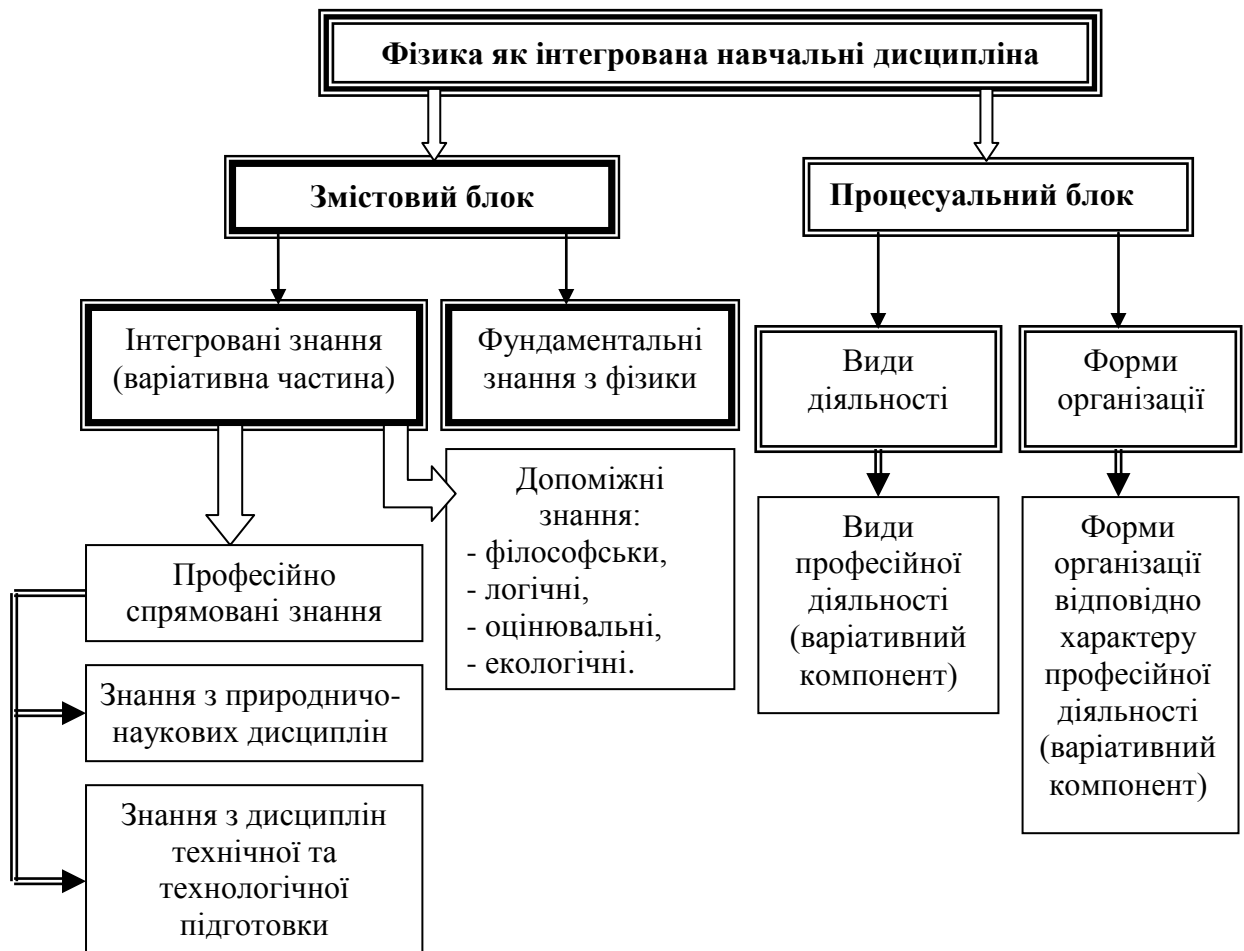 Фізика як інтегрована навчальні дисципліна
Змістовий блок
Процесуальний блок
Інтегровані знання
(варіативна частина)
Фундаментальні
знання з фізики
Види
діяльності
Форми
організації
Допоміжні
знання:
- філософськи,
- логічні,
- оцінювальні,
- екологічні.
Види
професійної
діяльності
(варіативний
компонент)
Форми
організації
відповідно
характеру
професійної
діяльності
(варіативний
компонент)
Професійно
спрямовані знання
Знання з природничо-
наукових дисциплін
Знання з дисциплін
технічної та
технологічної
підготовки